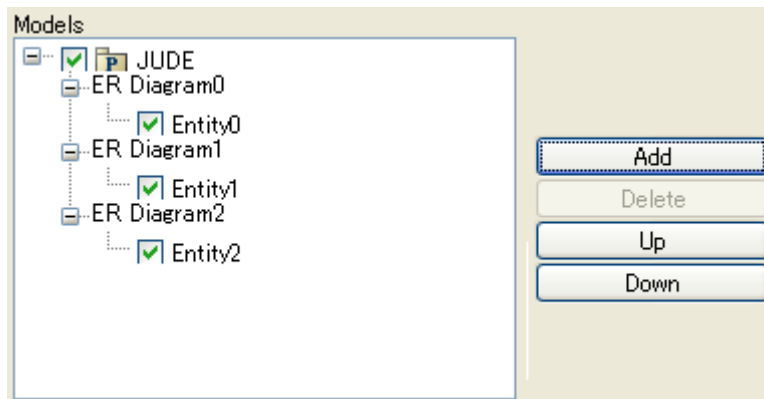 Models
JUDE
ER Diagram0
Entity0
ER Diagram1
Entity1
ER Diagram2
Entity2
Add
Delete
Up
Down